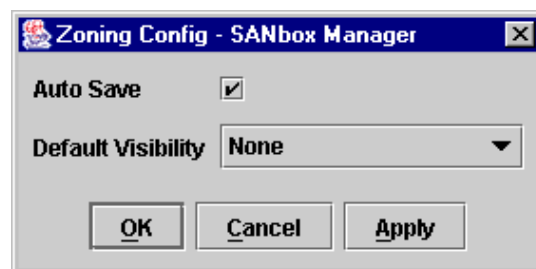 Zoning Config - SANbox Manager
Auto Save
Default Visibility None
OK Cancel Apply